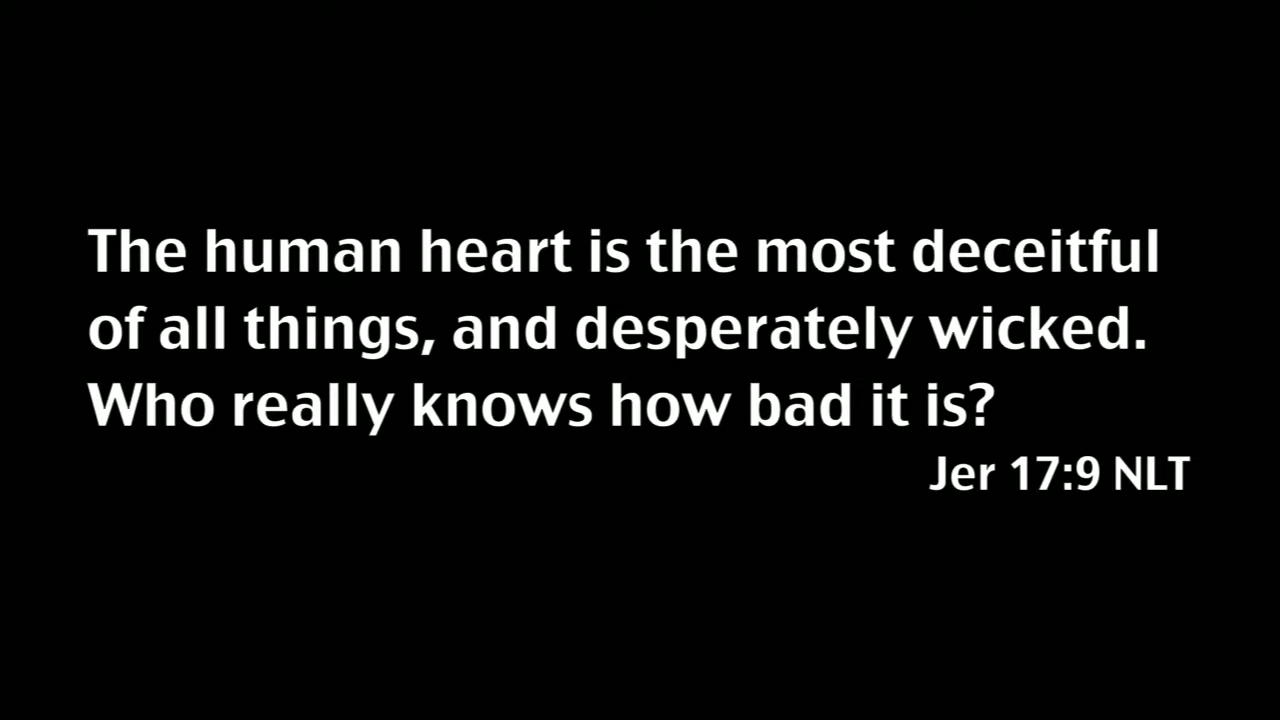 The human heart is the most deceitful
of all things, and desperately wicked.
Who really knows how bad it is?
Jer 17:9 NLT